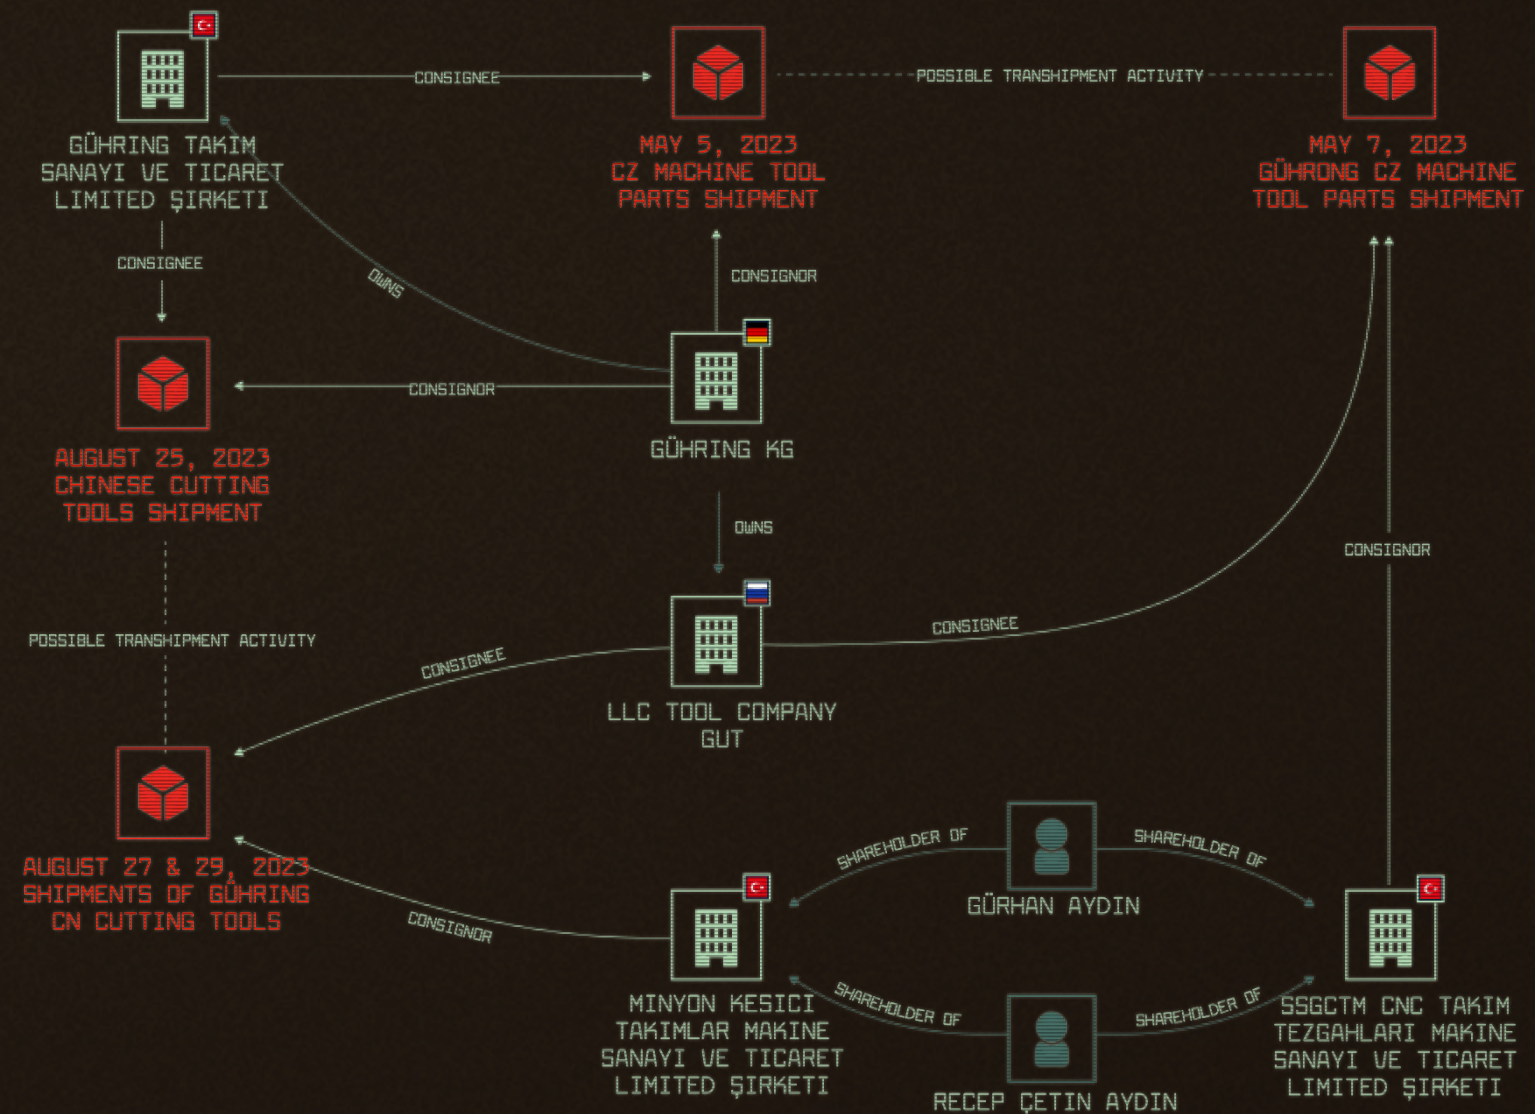 CONSIGNEE
POSSIBLE TRANSHIPMENT ACTIVITY
GÜHRING TAKIM
SANAYI VE TICARET
LIMITED ŞIRKETI
MAY 5, 2023
CZ MACHINE TOOL
PARTS SHIPMENT
MAY 7, 2023
GÜHRONG CZ MACHINE
TOOL PARTS SHIPMENT
CONSIGNEE
OWNS
CONSIGNOR
CONSIGNOR
GÜHRING KG
AUGUST 25, 2023
CHINESE CUTTING
TOOLS SHIPMENT
OWNS
CONSIGNOR
POSSIBLE TRANSHIPMENT ACTIVITY
CONSIGNEE
CONSIGNEE
LLC TOOL COMPANY
GUT
AUGUST 27 & 29, 2023
SHIPMENTS OF GÜHRING
CN CUTTING TOOLS
SHAREHOLDER OF
SHAREHOLDER OF
GÜRHAN AYDIN
CONSIGNOR
MINYON KESICI
TAKIMLAR MAKINE
SANAYI VE TICARET
LIMITED ŞIRKETI
SHAREHOLDER OF
SHAREHOLDER OF
RECEP ÇETIN AYDIN
SSGCTM CNC TAKIM
TEZGAHLARI MAKINE
SANAYI VE TICARET
LIMITED ŞIRKETI